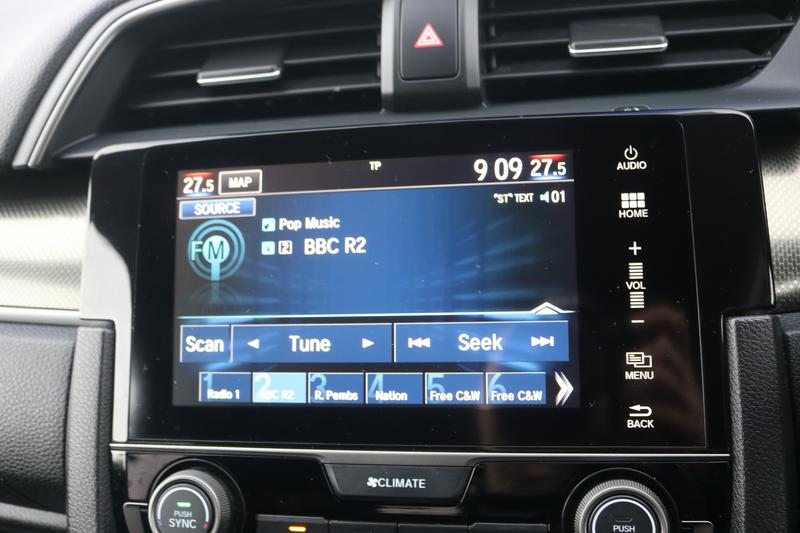 TP
27.5 MAP 9 09 27.5
SOURCE "ST" TEXT 01
FM
Pop Music
2 BBC R2
Scan Tune Seek
1 Radio 1
2 BBC R2
3 R. Pembs
4 Nation
5 Free C&W
6 Free C&W
AUDIO
HOME
+
VOL
-
MENU
BACK
CLIMATE
PUSH
SYNC
PUSH